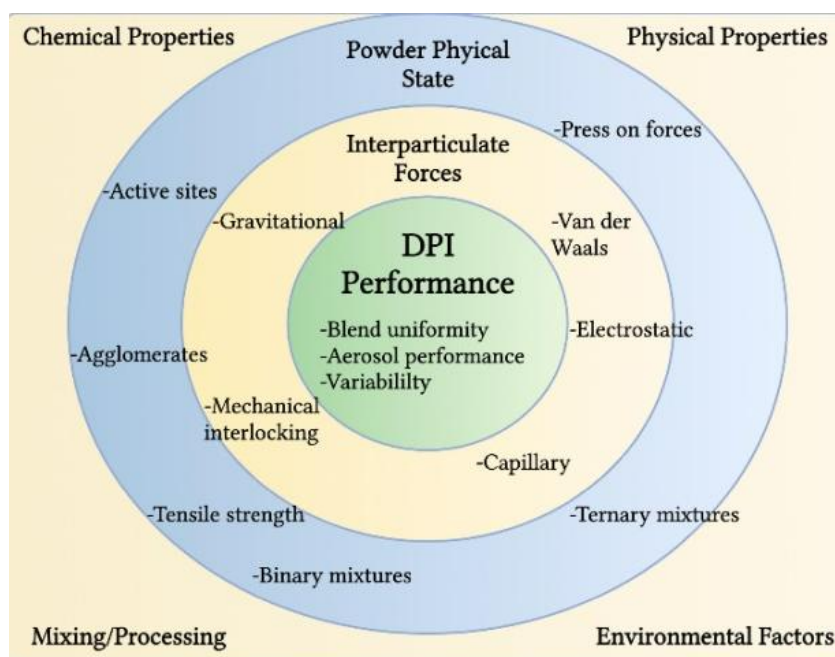 Chemical Properties
Physical Properties
Powder Phyical
State
-Press on forces
Interparticulate
Forces
-Active sites
-Gravitational
-Van der
Waals
DPI
Performance
-Blend uniformity
-Aerosol performance
-Variabililty
-Electrostatic
-Agglomerates
-Mechanical
interlocking
-Capillary
-Tensile strength
-Ternary mixtures
-Binary mixtures
Mixing/Processing
Environmental Factors